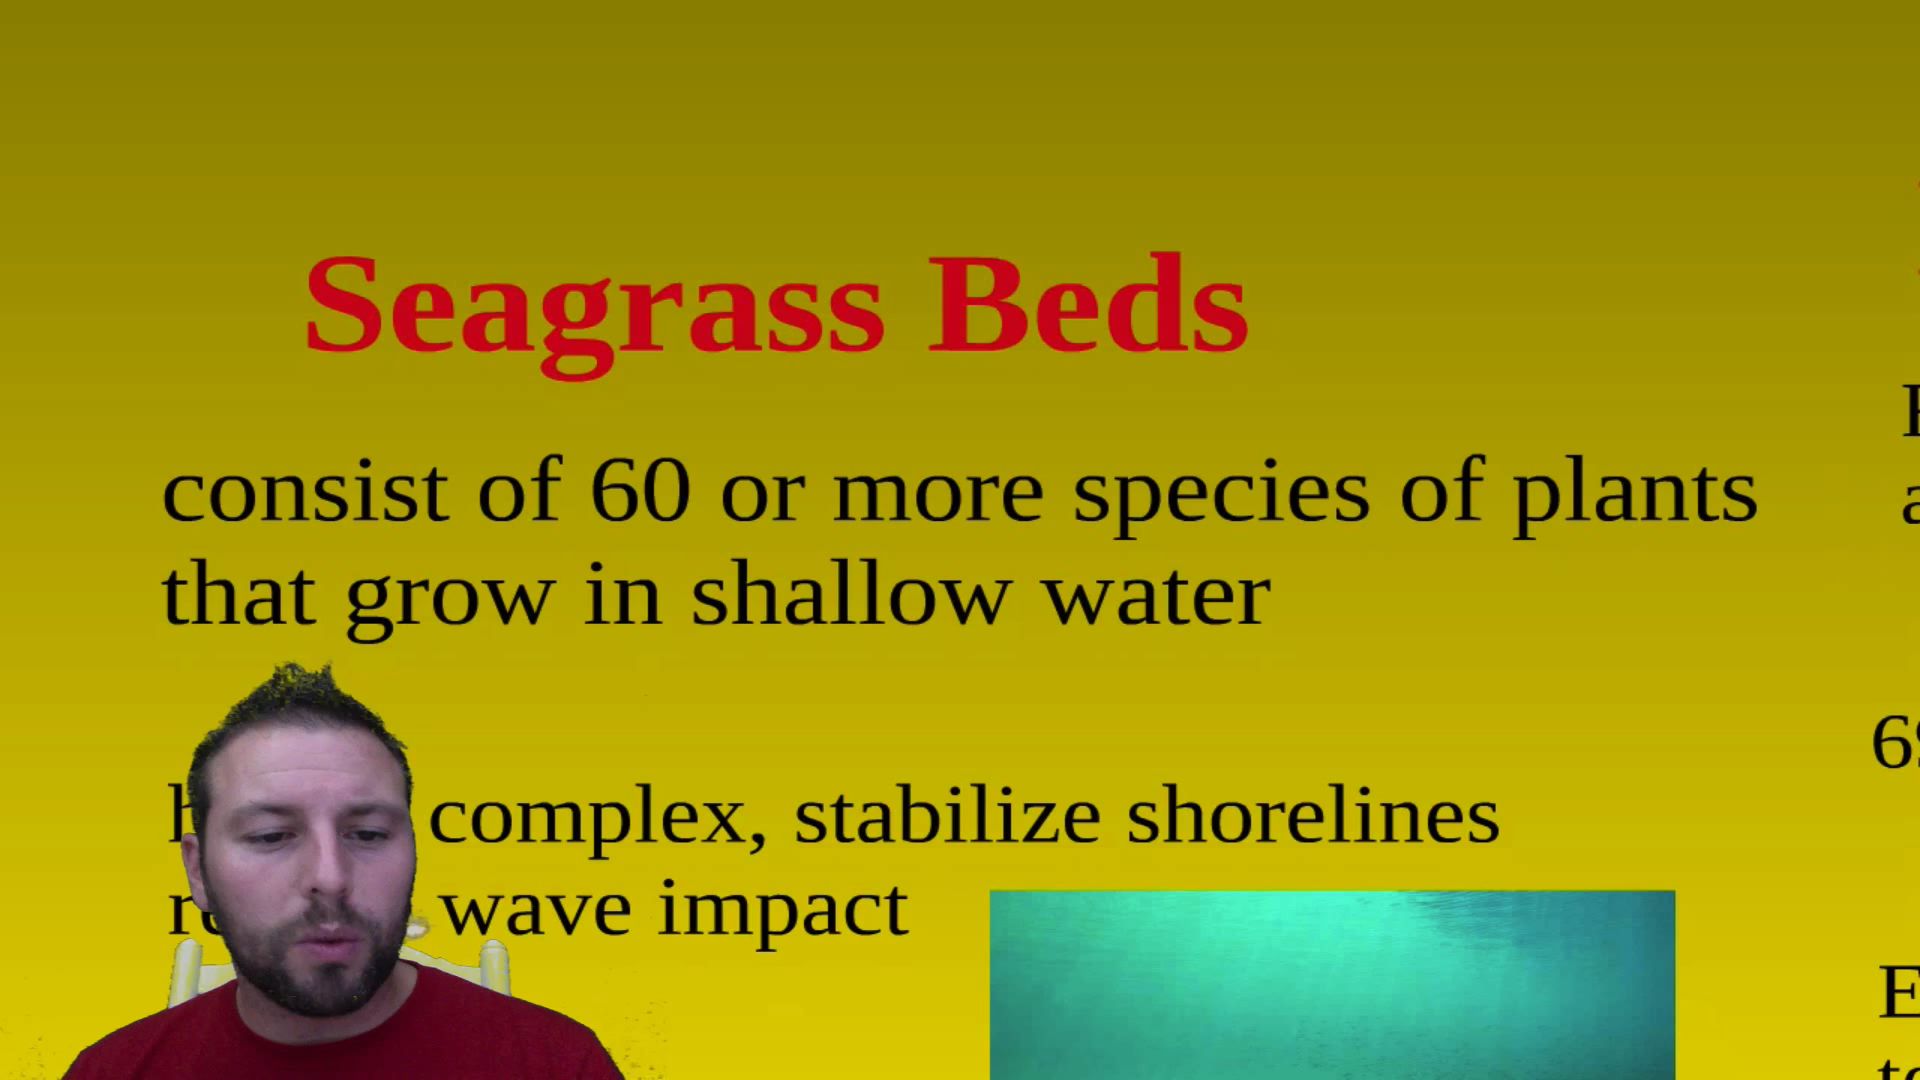 Seagrass Beds
consist of 60 or more species of plants
that grow in shallow water
complex, stabilize shorelines
wave impact